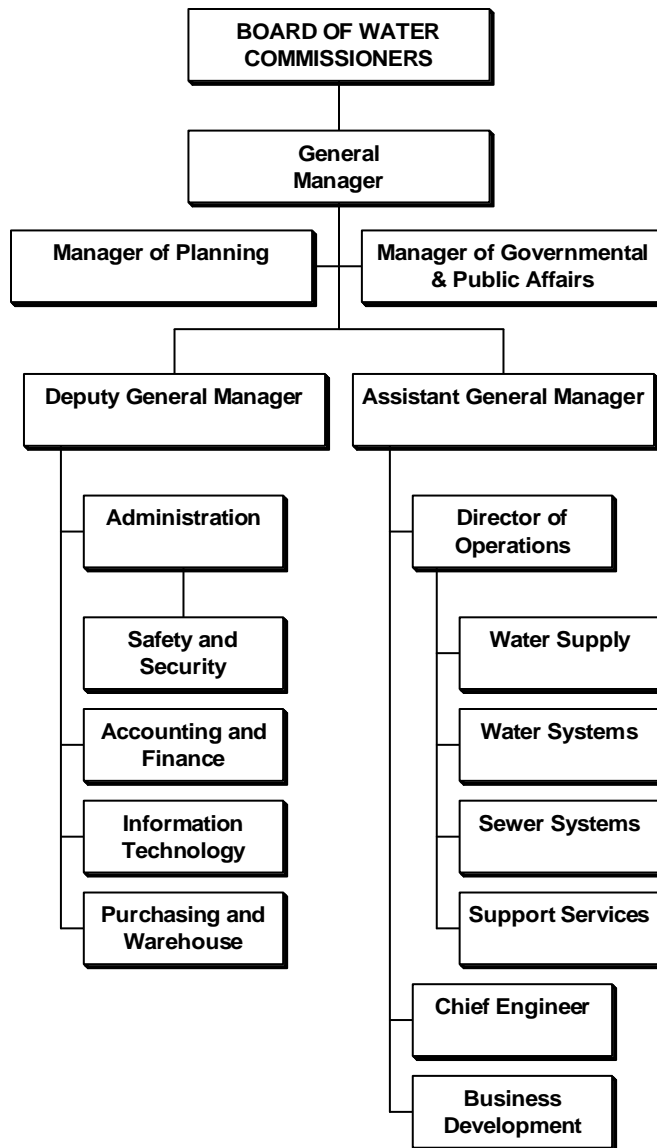 BOARD OF WATER
COMMISSIONERS
General
Manager
Manager of Planning
Manager of Governmental
& Public Affairs
Deputy General Manager
Assistant General Manager
Administration
Safety and
Security
Accounting and
Finance
Information
Technology
Purchasing and
Warehouse
Director of
Operations
Water Supply
Water Systems
Sewer Systems
Support Services
Chief Engineer
Business
Development